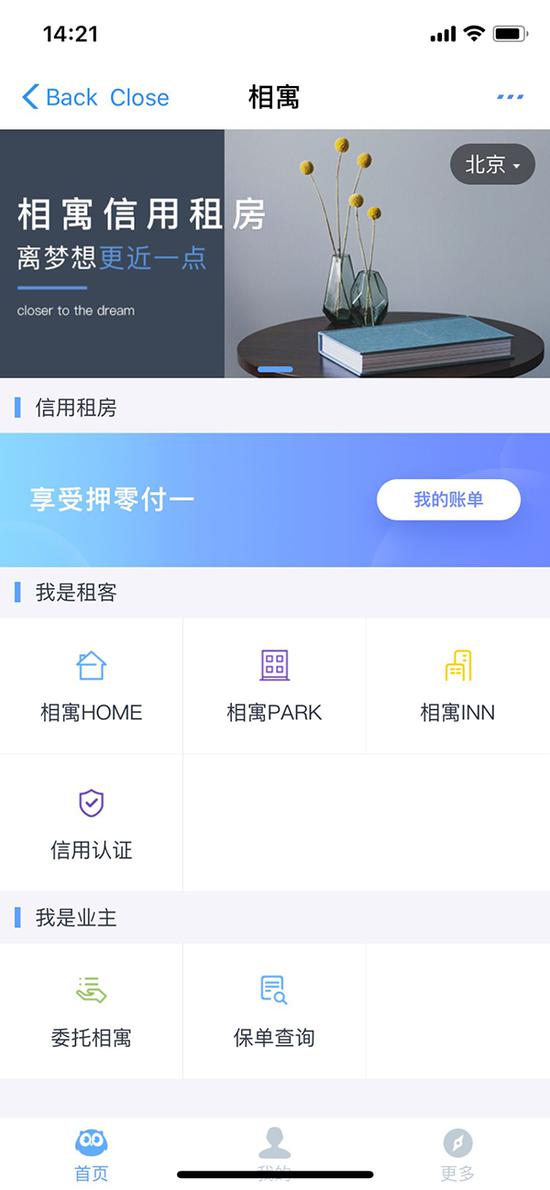 14:21
Back Close 相寓
北京
相寓信用租房
离梦想更近一点
closer to the dream
信用租房
享受押零付一
我的账单
我是租客
相寓HOME 相寓PARK 相寓INN
信用认证
我是业主
委托相寓 保单查询
首页 我的 更多